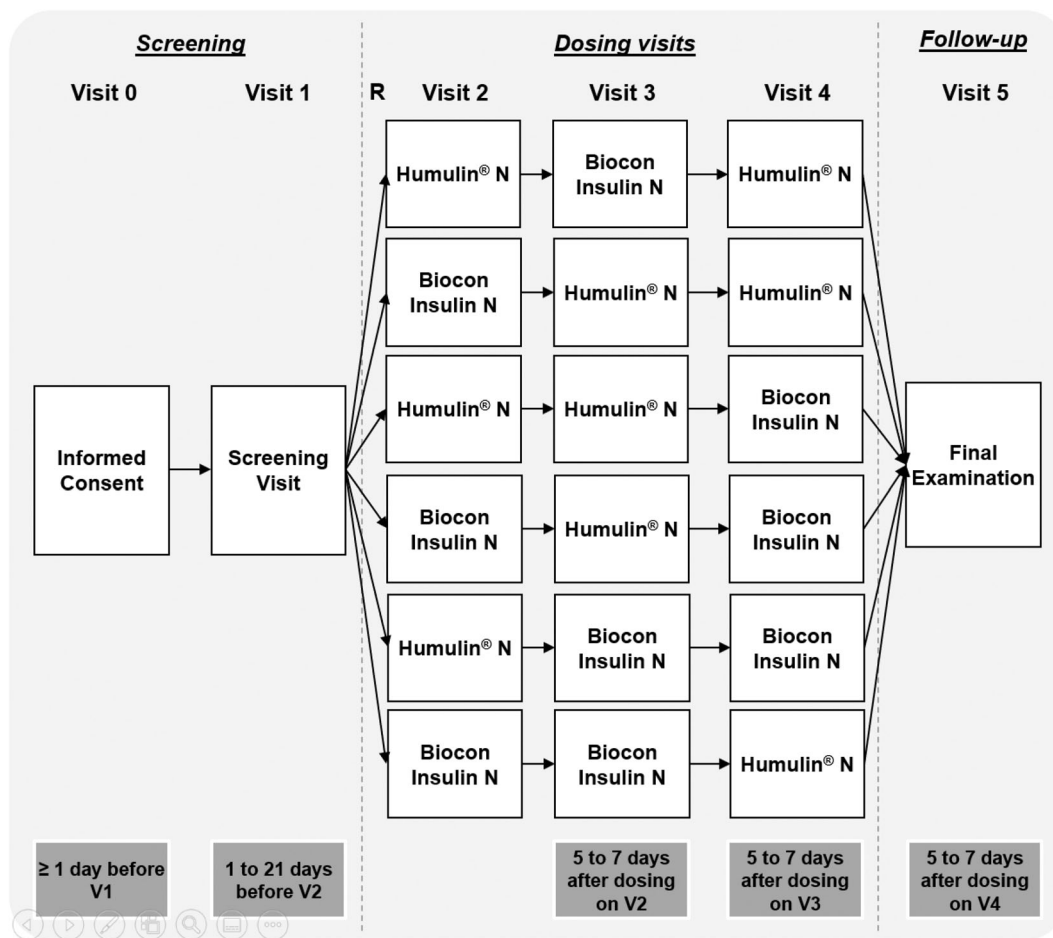 Screening
Dosing visits
Follow-up
Visit 0
Visit 1
R
Visit 2
Visit 3
Visit 4
Visit 5
Humulin® N
Biocon
Insulin N
Humulin® N
Biocon
Insulin N
Humulin® N
Humulin® N
Humulin® N
Humulin® N
Biocon
Insulin N
Informed
Consent
Screening
Visit
Final
Examination
Biocon
Insulin N
Humulin® N
Biocon
Insulin N
Humulin® N
Biocon
Insulin N
Biocon
Insulin N
Biocon
Insulin N
Biocon
Insulin N
Humulin® N
≥ 1 day before
V1
1 to 21 days
before V2
5 to 7 days
after dosing
on V2
5 to 7 days
after dosing
on V3
5 to 7 days
after dosing
on V4